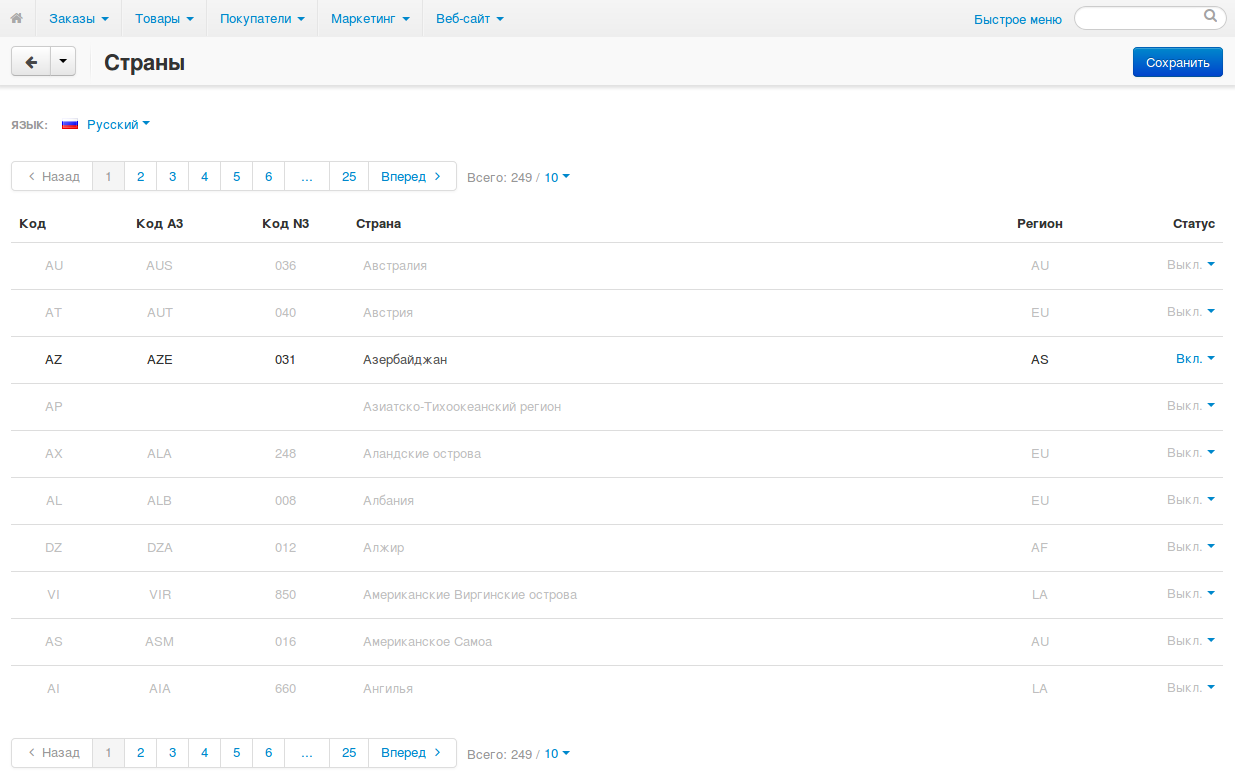 Заказы Товары Покупатели Маркетинг Веб-сайт Быстрое меню
Страны Сохранить
ЯЗЫК: Русский
Назад 1 2 3 4 5 6 ... 25 Вперед Всего: 249 / 10
Код Код A3 Код N3 Страна Регион Статус
AU AUS 036 Австралия AU Выкл.
AT AUT 040 Австрия EU Выкл.
AZ AZE 031 Азербайджан AS Вкл.
AP Азиатско-Тихоокеанский регион Выкл.
AX ALA 248 Аландские острова EU Выкл.
AL ALB 008 Албания EU Выкл.
DZ DZA 012 Алжир AF Выкл.
VI VIR 850 Американские Виргинские острова LA Выкл.
AS ASM 016 Американское Самоа AU Выкл.
AI AIA 660 Ангилья LA Выкл.
Назад 1 2 3 4 5 6 ... 25 Вперед Всего: 249 / 10